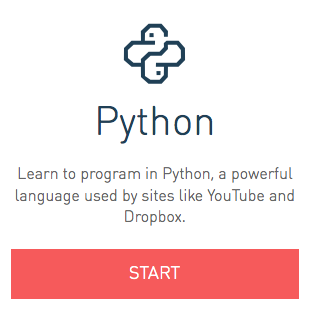 Python
Learn to program in Python, a powerful
language used by sites like YouTube and
Dropbox.
START